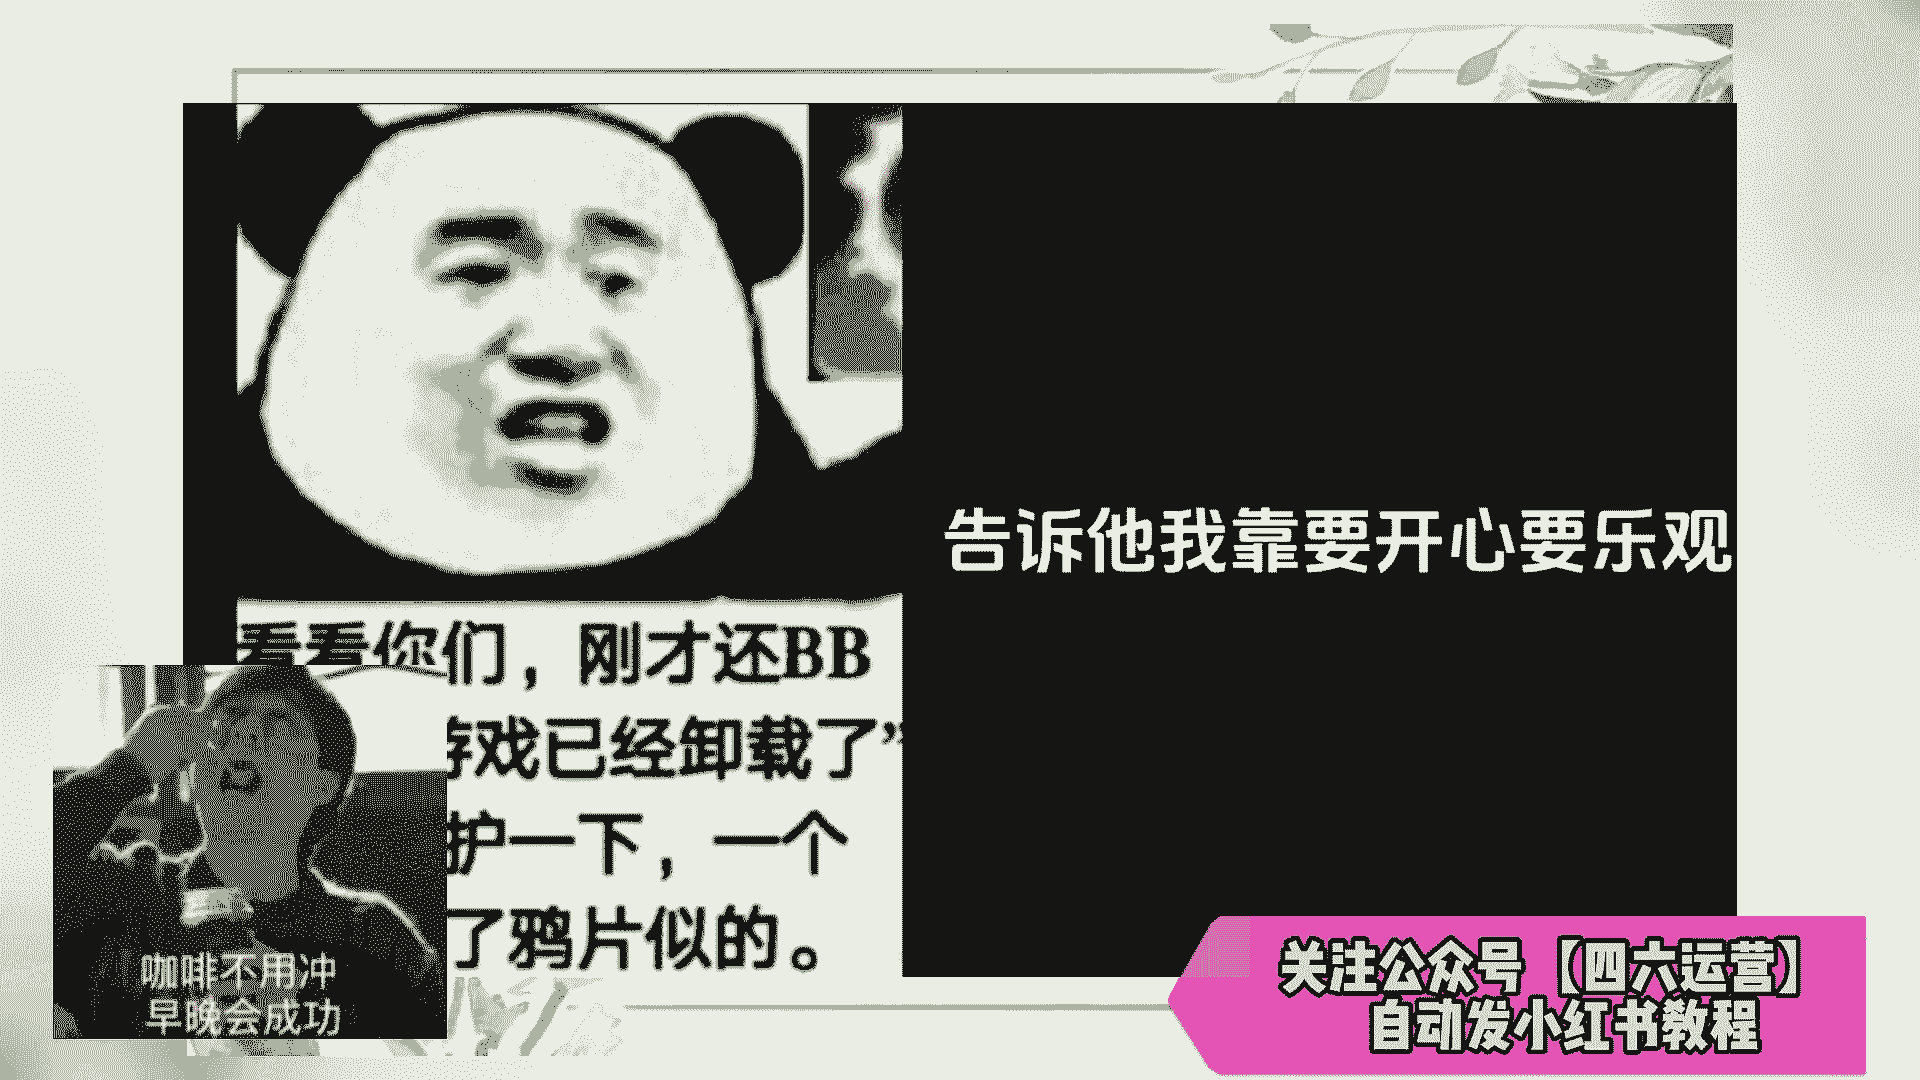 告诉他我靠要开心要乐观
看看你们，刚才还BB
游戏已经卸载了”
护一下，一个
了鸦片似的。
咖啡不用冲
早晚会成功
关注公众号【四六运营】
自动发小红书教程